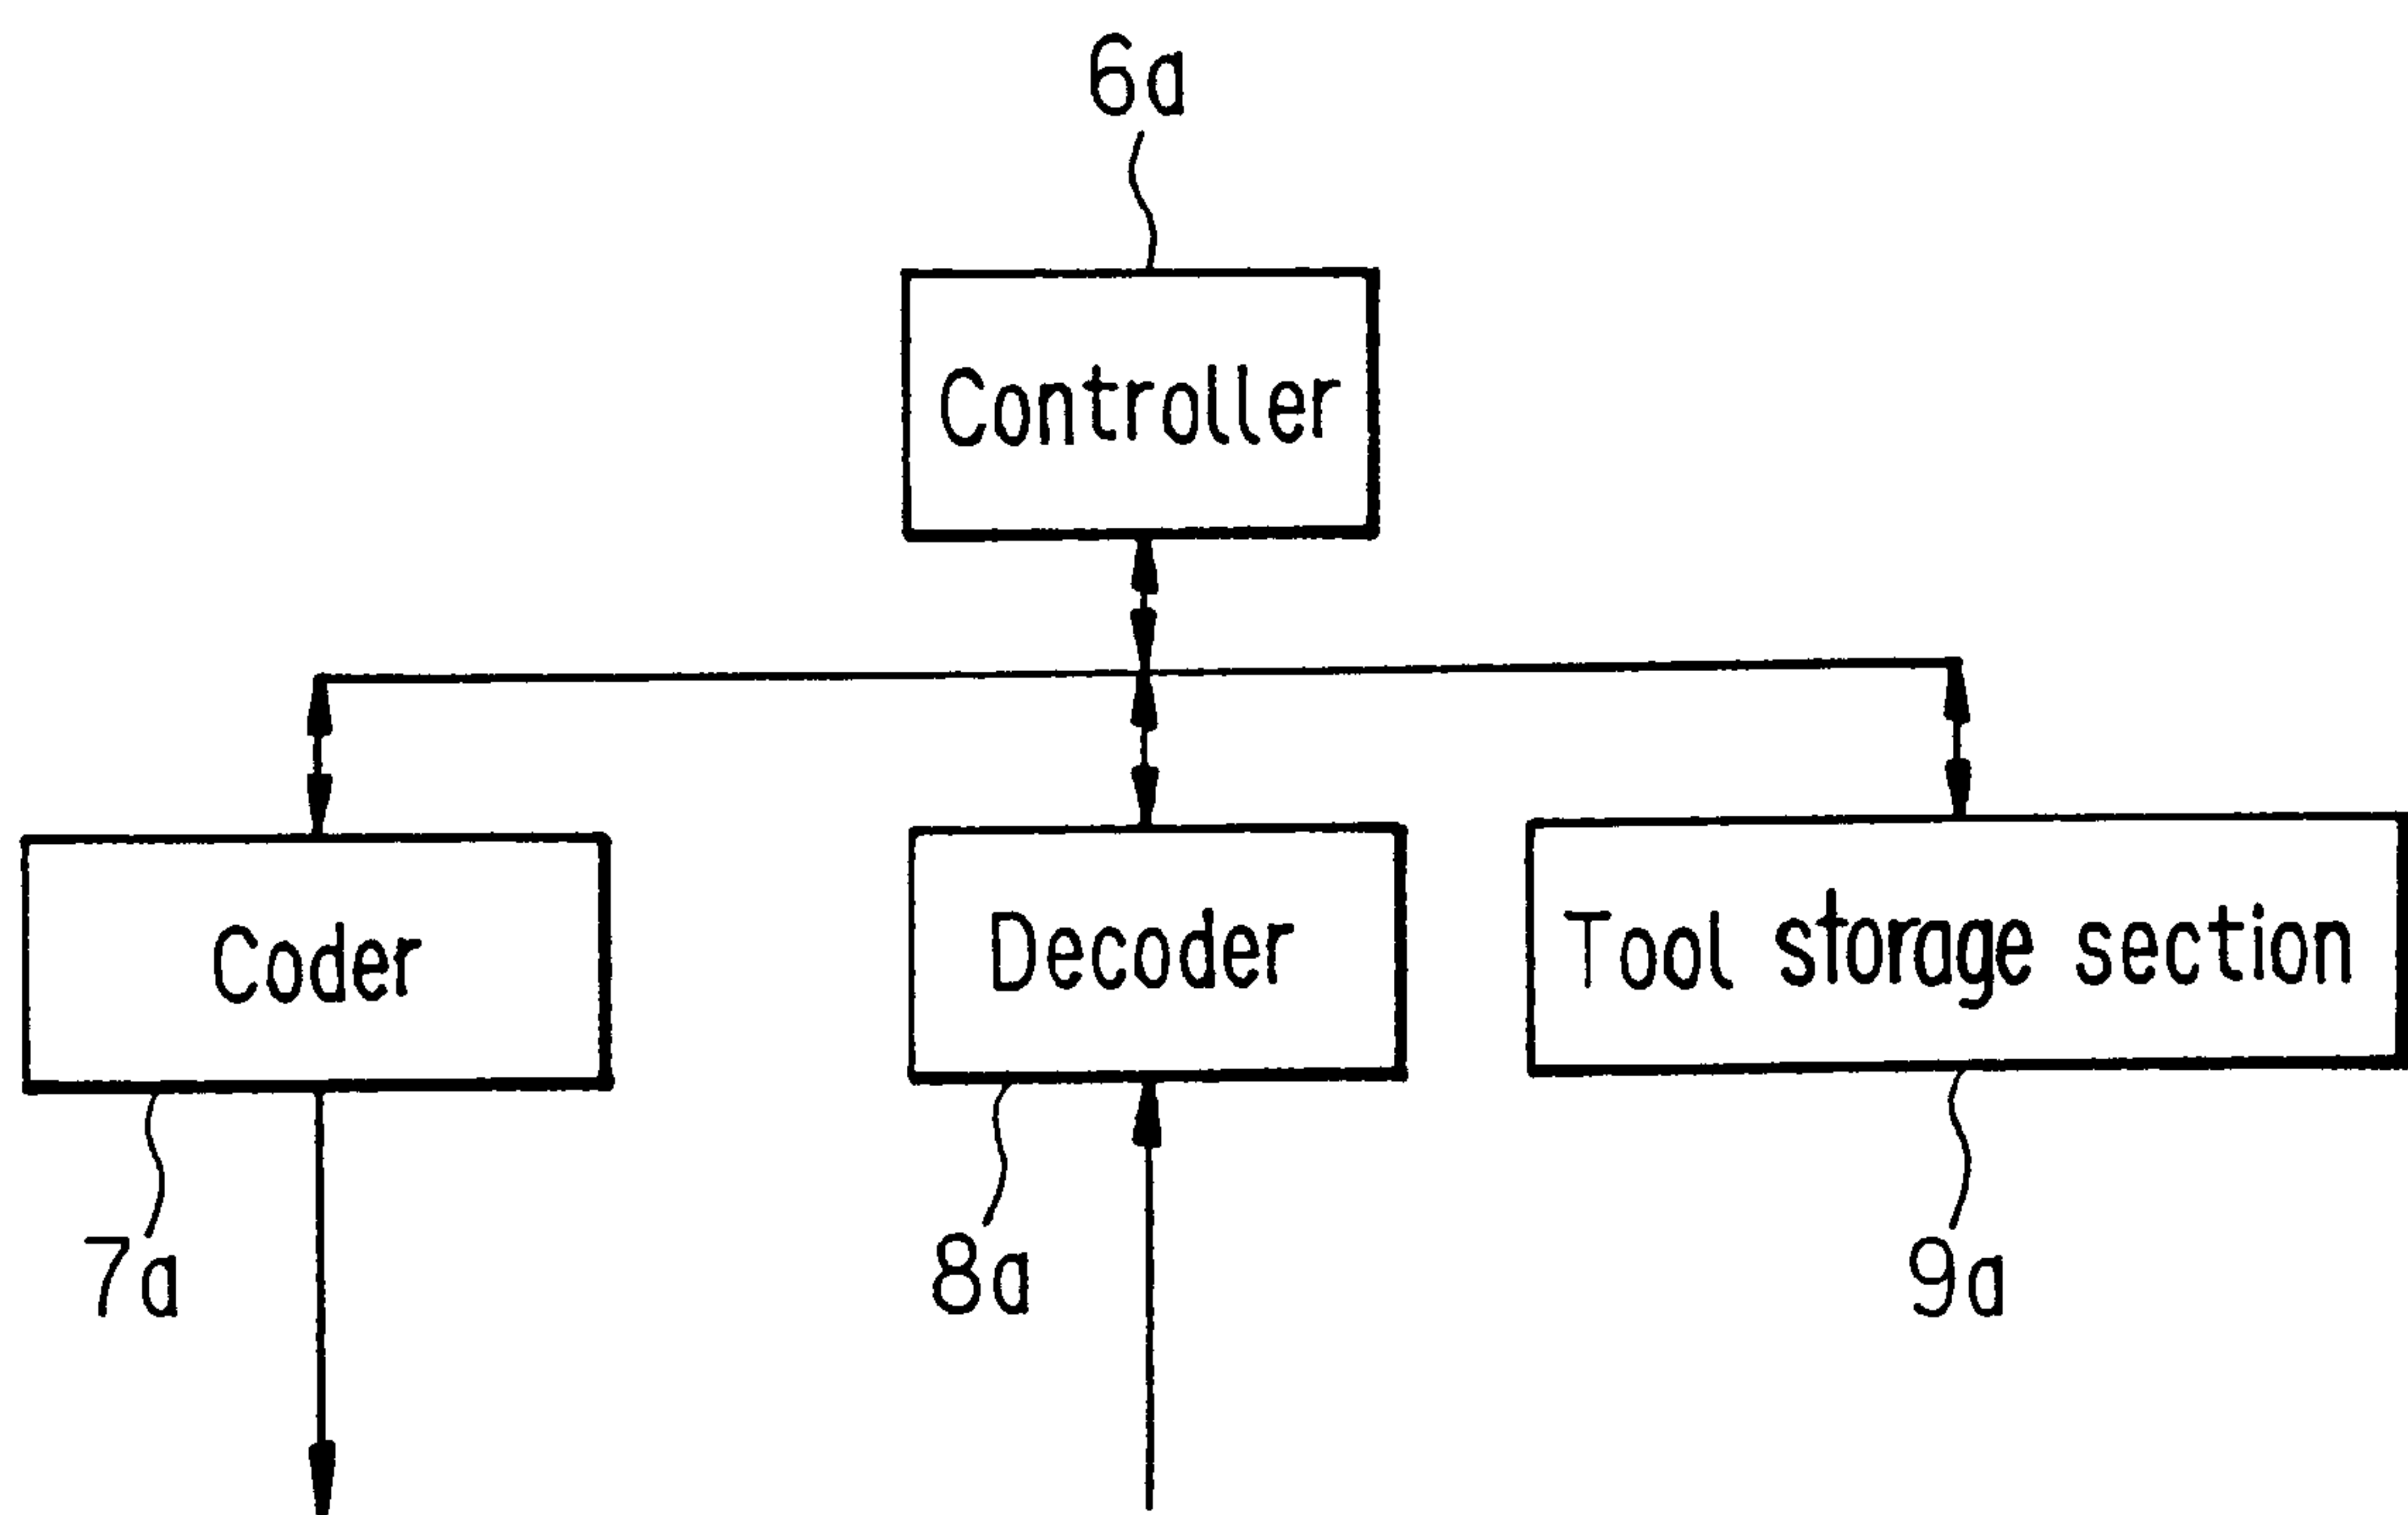 6a
Controller
Coder
Decoder
Tool storage section
7a
8a
9a